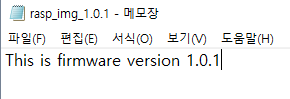 rasp_img_1.0.1 - 메모장
파일(F) 편집(E) 서식(O) 보기(V) 도움말(H)
This is firmware version 1.0.1